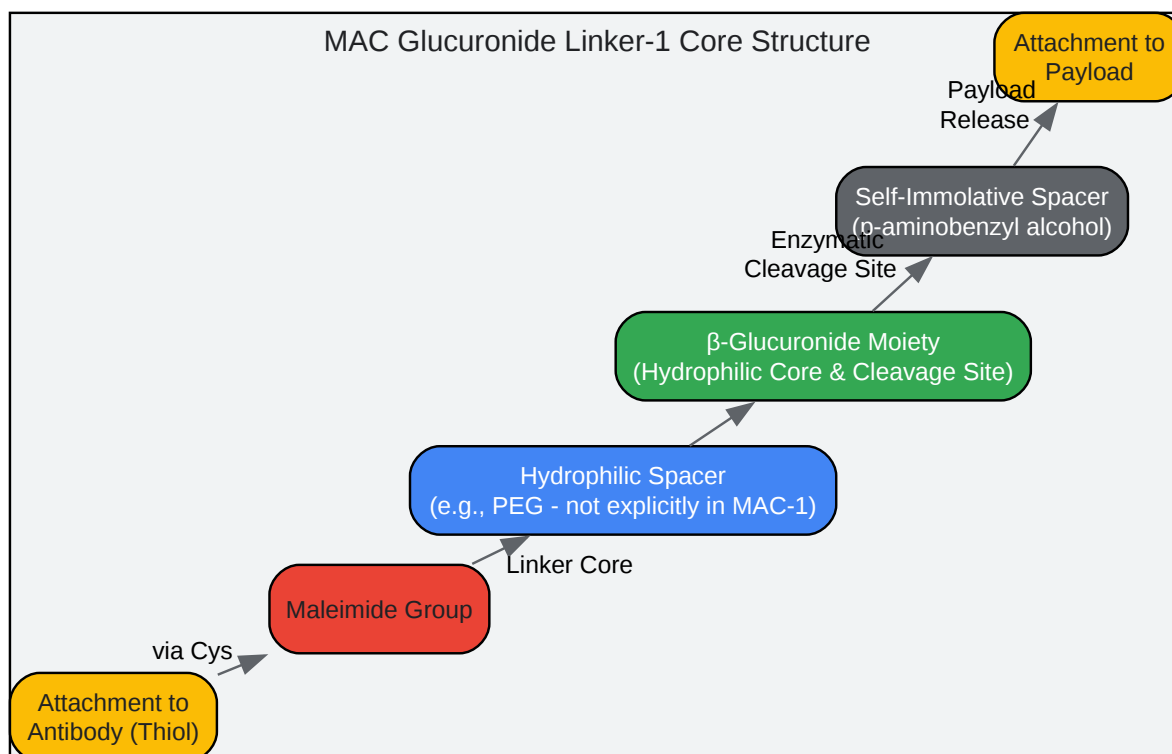 MAC Glucuronide Linker-1 Core Structure
Attachment to
Payload
Payload
Release
Self-Immolative Spacer
(p-aminobenzyl alcohol)
Enzymatic
Cleavage Site
β-Glucuronide Moiety
(Hydrophilic Core & Cleavage Site)
Hydrophilic Spacer
(e.g., PEG - not explicitly in MAC-1)
Linker Core
Maleimide Group
via Cys
Attachment to
Antibody (Thiol)